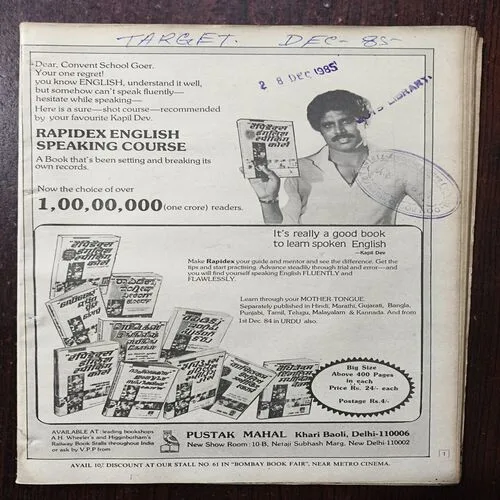 TARGET. DEC-85-
Dear, Convent School Goer.
Your one regret!
you know ENGLISH, understand it well,
but somehow can't speak fluently—
hesitate while speaking—
Here is a sure—shot course—recommended
by your favourite Kapil Dev.
28 DEC 1985
RAPIDEX ENGLISH
SPEAKING COURSE
A Book that's been setting and breaking its
own records.
Now the choice of over
1,00,00,000 (one crore) readers.
रैपिडैक्स
इंगलिश
स्पीकिंग
कोर्स
It's really a good book
to learn spoken English
—Kapil Dev
Make Rapidex your guide and mentor and see the difference. Get the
tips and start practising. Advance steadily through trial and error—and
you will find yourself speaking English FLUENTLY and
FLAWLESSLY.
Learn through your MOTHER-TONGUE.
Separately published in Hindi, Marathi, Gujarati, Bangla,
Punjabi, Tamil, Telugu, Malayalam & Kannada. And from
1st Dec. 84 in URDU also.
Big Size
Above 400 Pages
in each
Price Rs. 24/- each
Postage Rs.4/-
AVAILABLE AT: leading bookshops
A.H. Wheeler's and Higginbotham's
Railway Book Stalls throughout India
or ask by V.P.P from
PUSTAK MAHAL Khari Baoli, Delhi-110006
New Show Room: 10-B, Netaji Subhash Marg, New Delhi-110002
1
AVAIL 10% DISCOUNT AT OUR STALL NO. 61 IN "BOMBAY BOOK FAIR", NEAR METRO CINEMA.